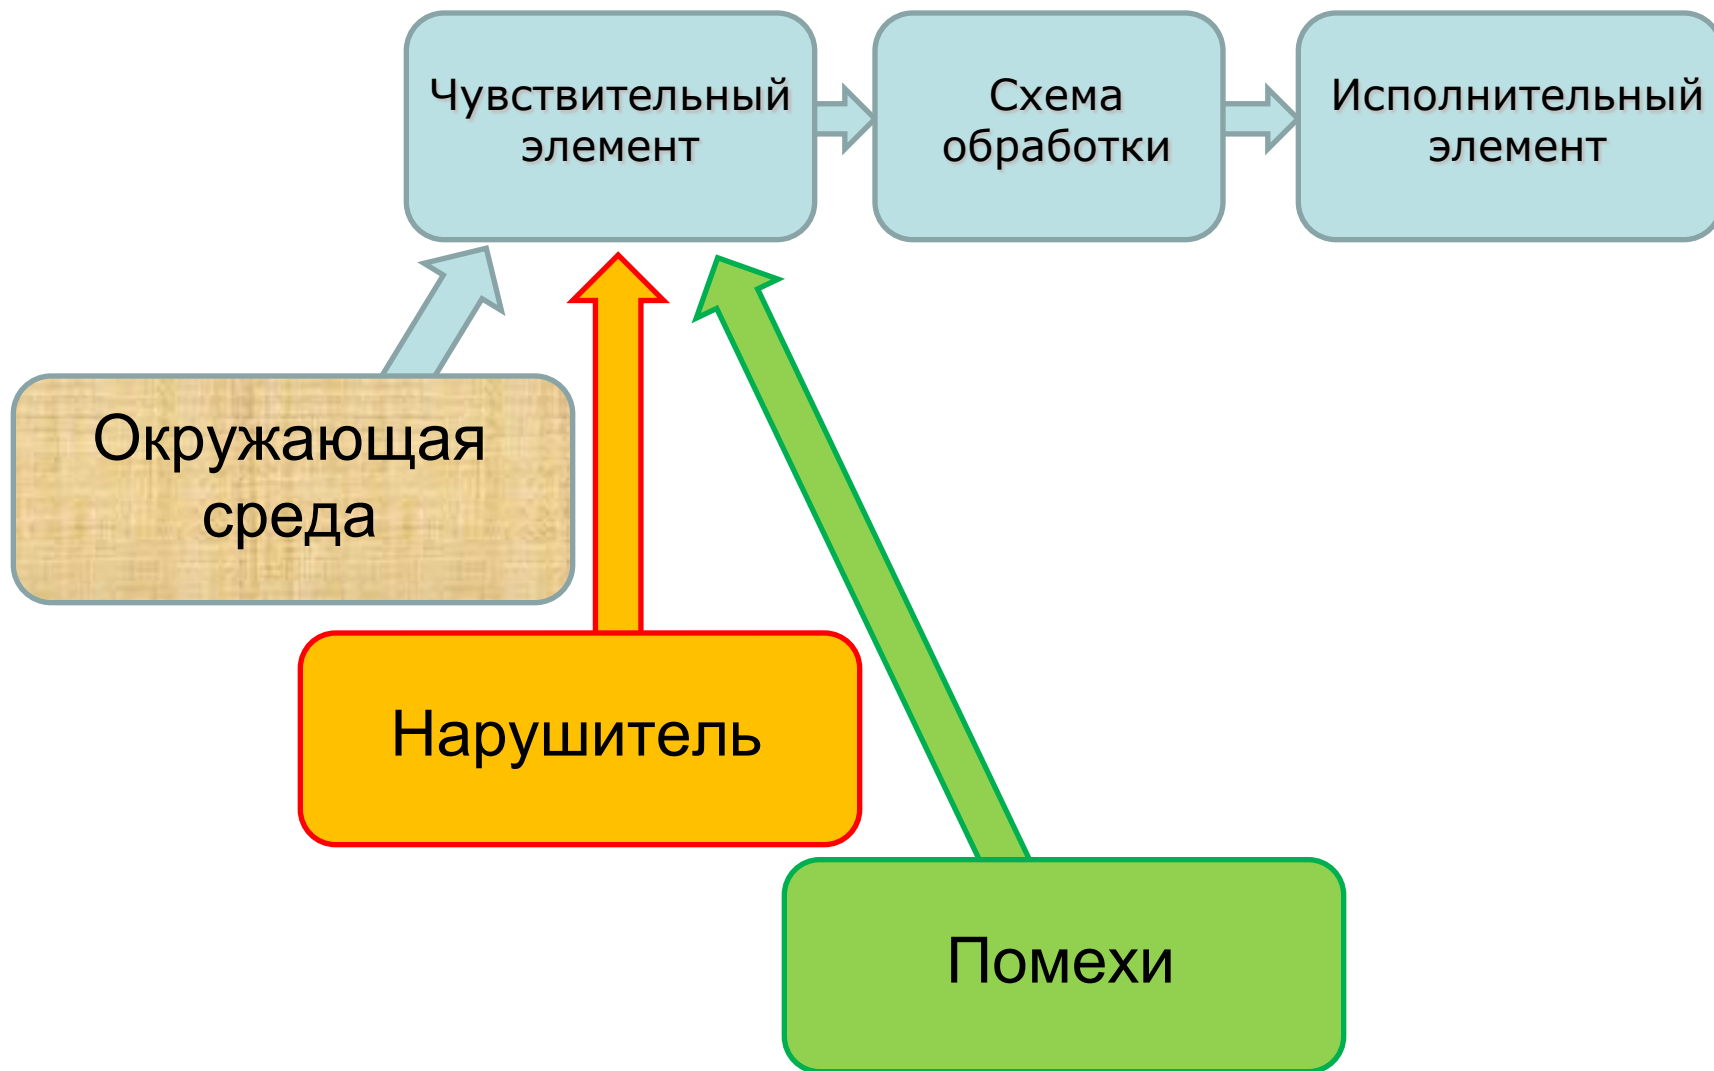 Чувствительный
элемент
Схема
обработки
Исполнительный
элемент
Окружающая
среда
Нарушитель
Помехи